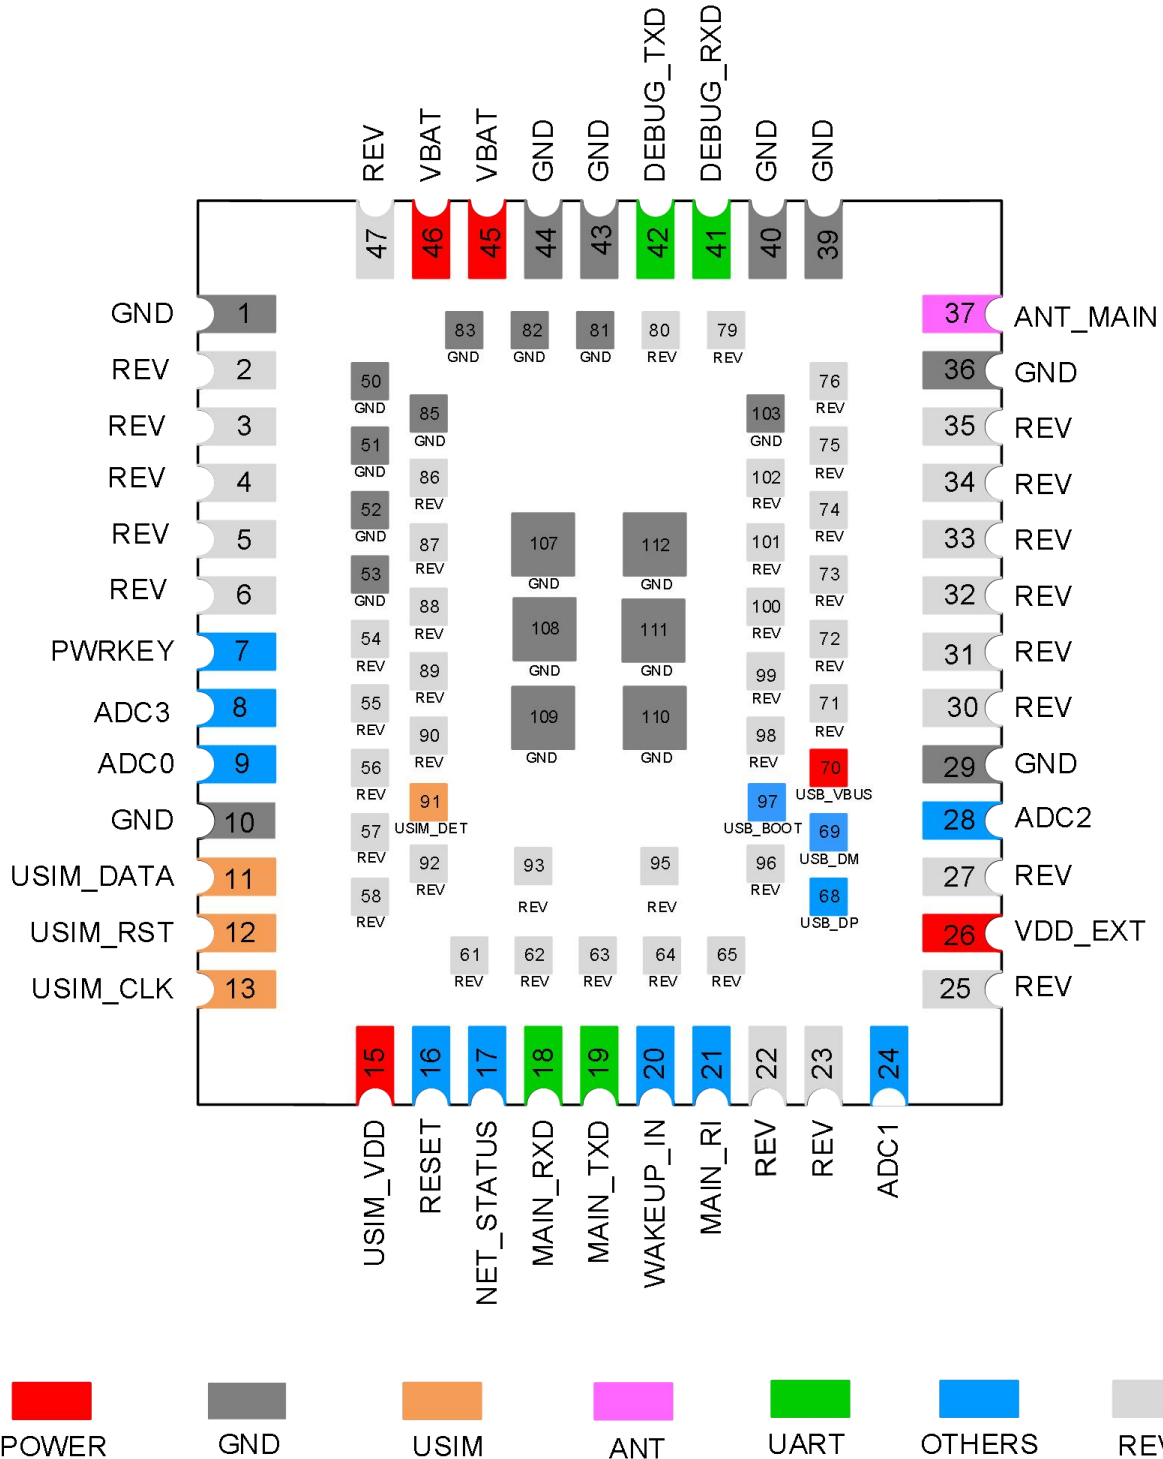 REV
VBAT
VBAT
GND
GND
DEBUG_TXD
DEBUG_RXD
GND
GND
47
46
45
44
43
42
41
40
39
GND 1
REV 2
REV 3
REV 4
REV 5
REV 6
PWRKEY 7
ADC3 8
ADC0 9
GND 10
USIM_DATA 11
USIM_RST 12
USIM_CLK 13
83 82 81 80 79
GND GND GND REV REV
50
GND
51
GND
52
GND
53
GND
54
REV
55
REV
56
REV
57
REV
58
REV
85
GND
86
REV
87
REV
88
REV
89
REV
90
REV
91
USIM_DET
92
REV
107
GND
108
GND
109
GND
112
GND
111
GND
110
GND
93
REV
95
REV
103
GND
102
REV
101
REV
100
REV
99
REV
98
REV
97
USB_BOOT
96
REV
76
REV
75
REV
74
REV
73
REV
72
REV
71
REV
70
USB_VBUS
69
USB_DM
68
USB_DP
61 62 63 64 65
REV REV REV REV REV
37 ANT_MAIN
36 GND
35 REV
34 REV
33 REV
32 REV
31 REV
30 REV
29 GND
28 ADC2
27 REV
26 VDD_EXT
25 REV
15
16
17
18
19
20
21
22
23
24
USIM_VDD
RESET
NET_STATUS
MAIN_RXD
MAIN_TXD
WAKEUP_IN
MAIN_RI
REV
REV
ADC1
POWER GND USIM ANT UART OTHERS